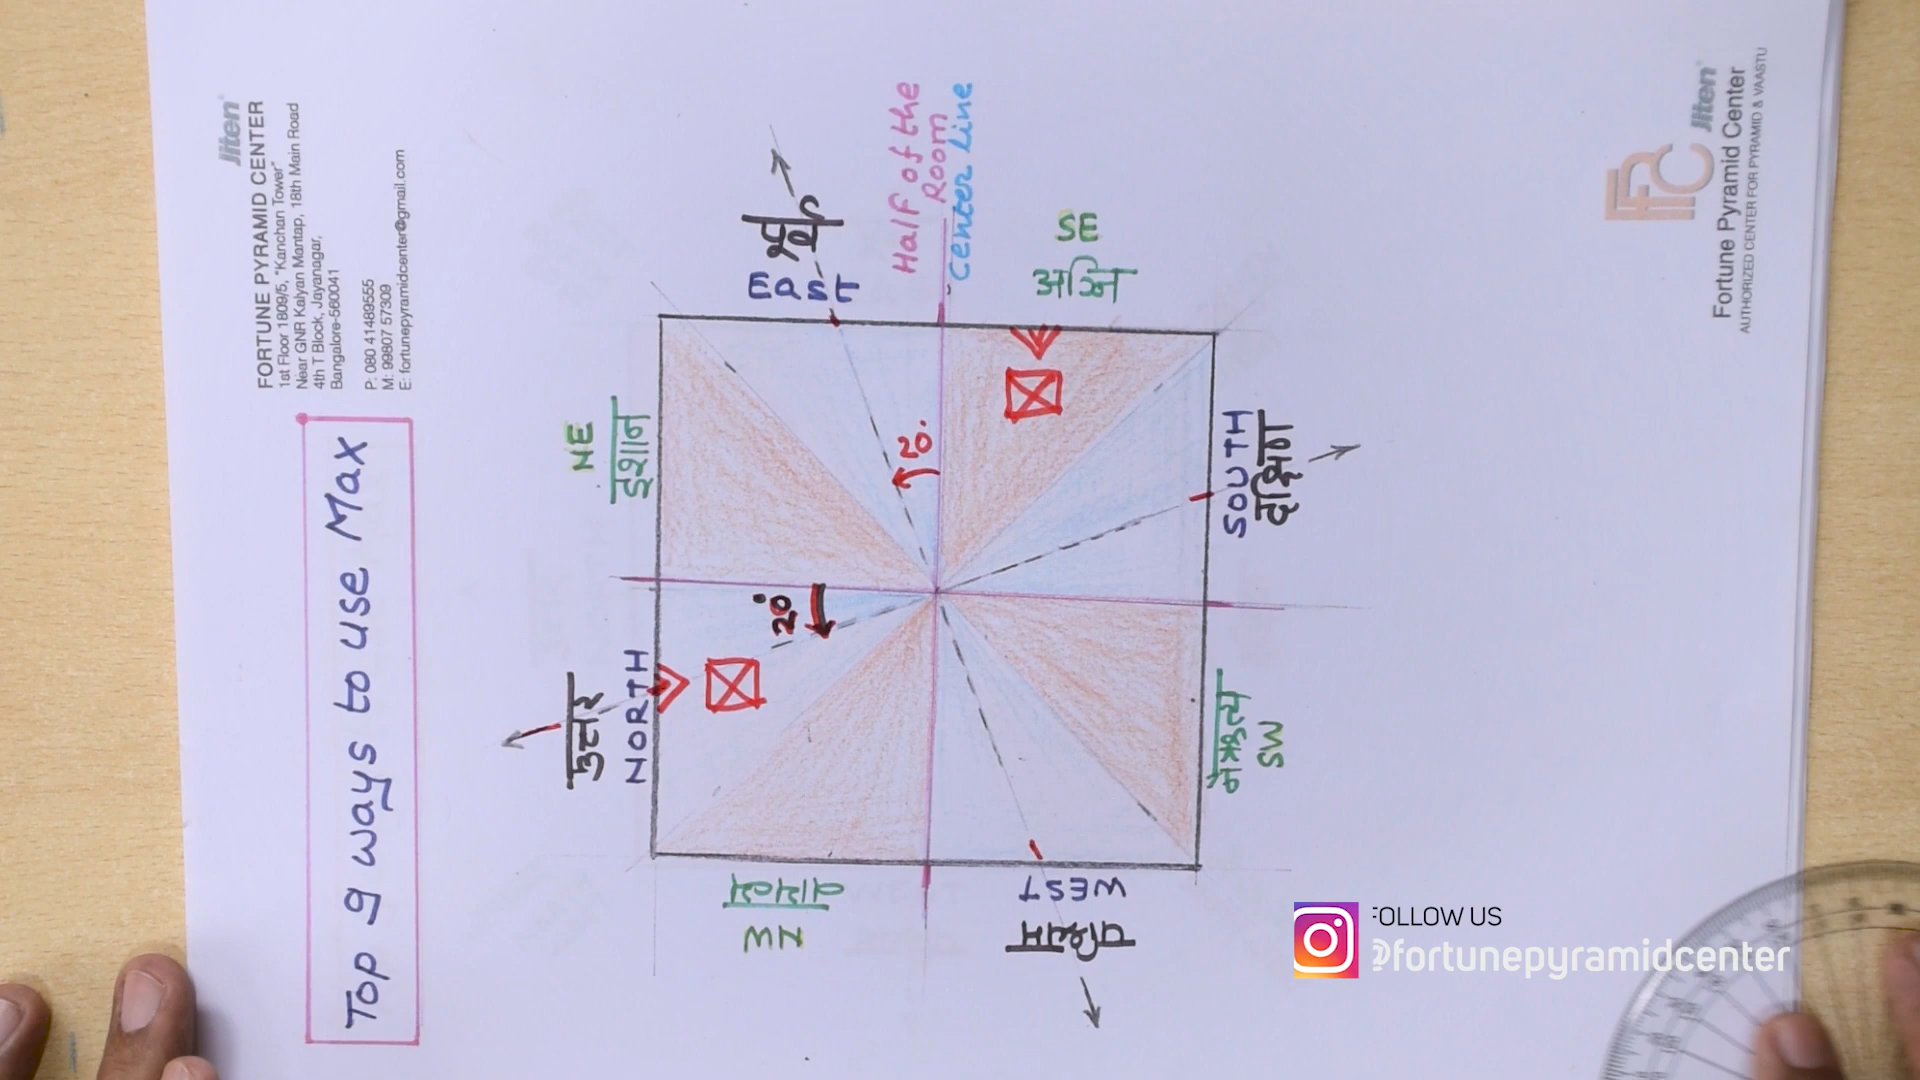 Jiten®
FORTUNE PYRAMID CENTER
1st Floor 1809/5, "Kanchan Tower"
Near GNR Kalyan Mantap, 18th Main Road
4th T Block, Jayanagar,
Bangalore-560041
P: 080 41489555
M: 99807 57309
E: fortunepyramidcenter@gmail.com
Top 9 ways to use Max
NE
इशान
पूर्व
EAST
Half of the
Room
Center Line
SE
अग्नि
SOUTH
दक्षिण
SW
WEST
NW
वायव्य
उत्तर
NORTH
20°
20°
FPC
Jiten®
Fortune Pyramid Center
AUTHORIZED CENTER FOR PYRAMID & VAASTU
FOLLOW US
@fortunepyramidcenter